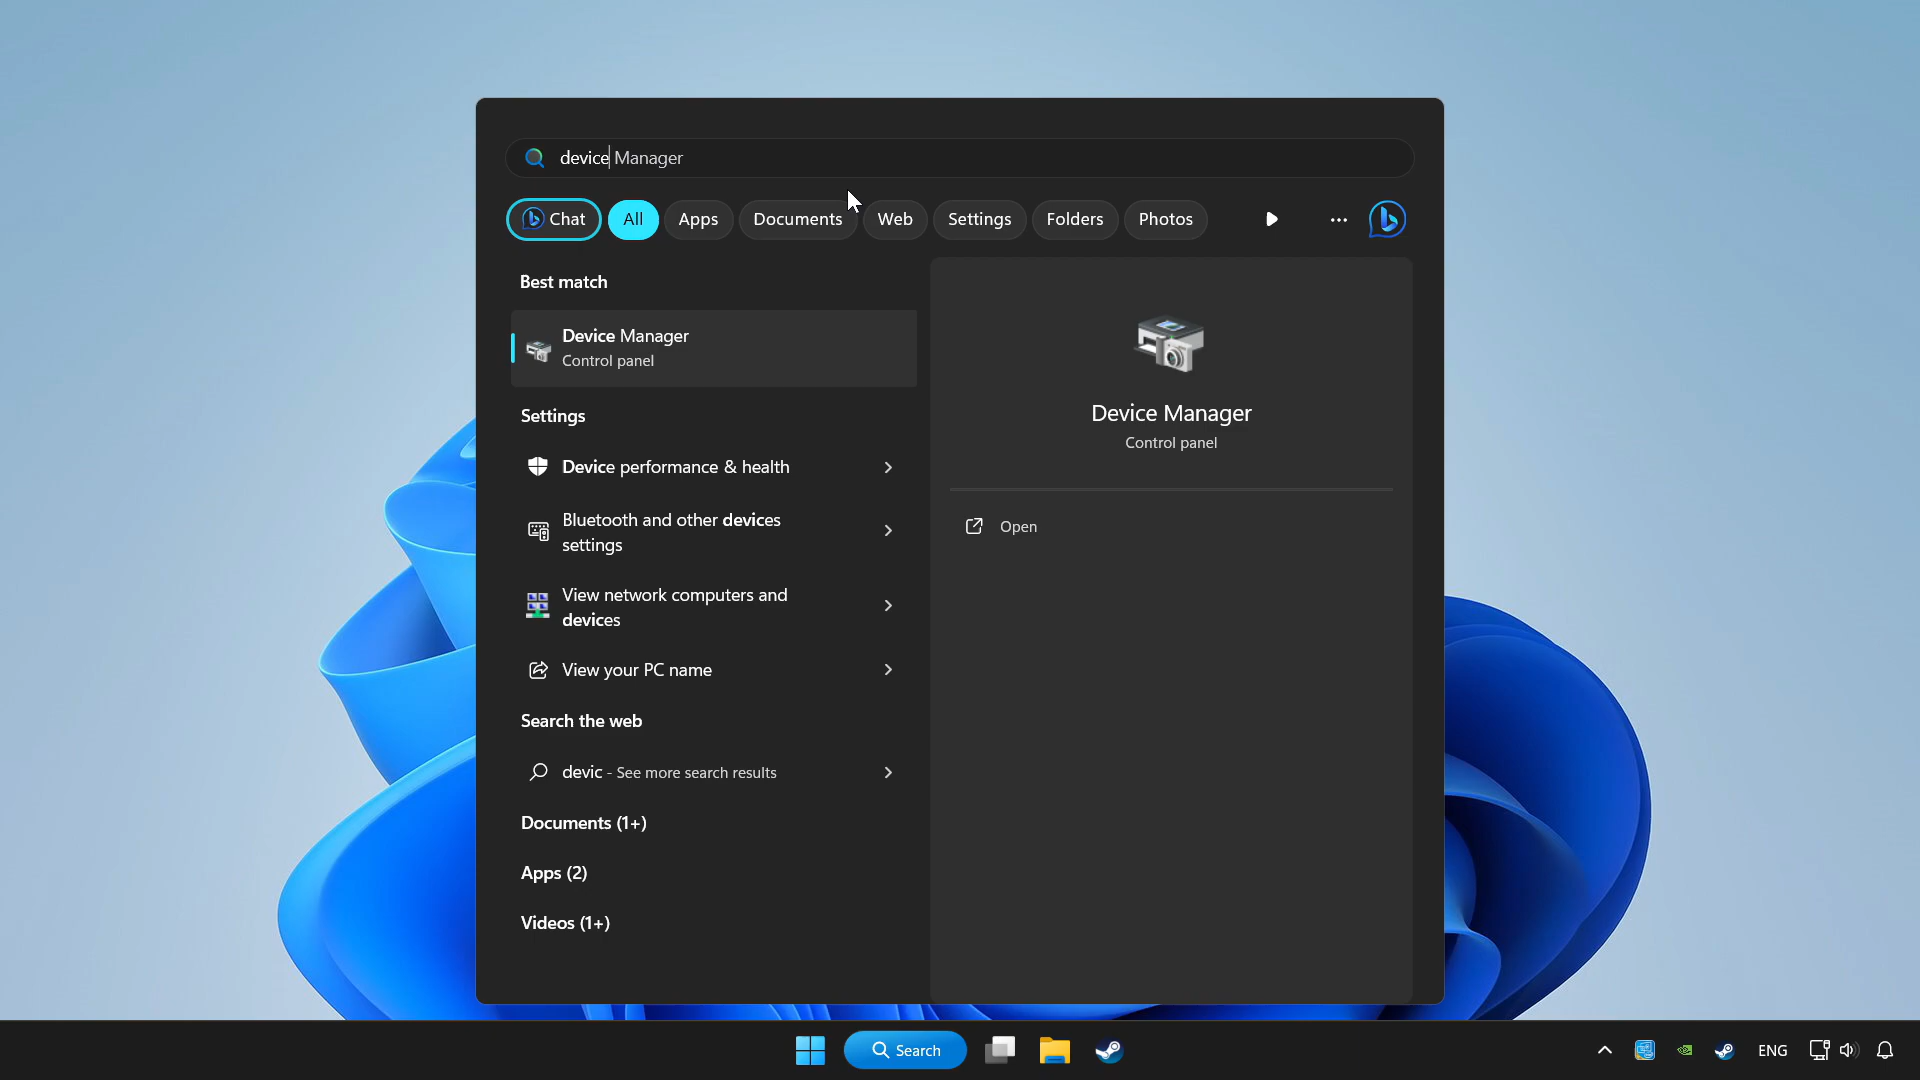 device Manager
Chat
All
Apps
Documents
Web
Settings
Folders
Photos
Best match
Device Manager
Control panel
Settings
Device performance & health
Bluetooth and other devices
settings
View network computers and
devices
View your PC name
Search the web
devic - See more search results
Documents (1+)
Apps (2)
Videos (1+)
Device Manager
Control panel
Open
Search
ENG